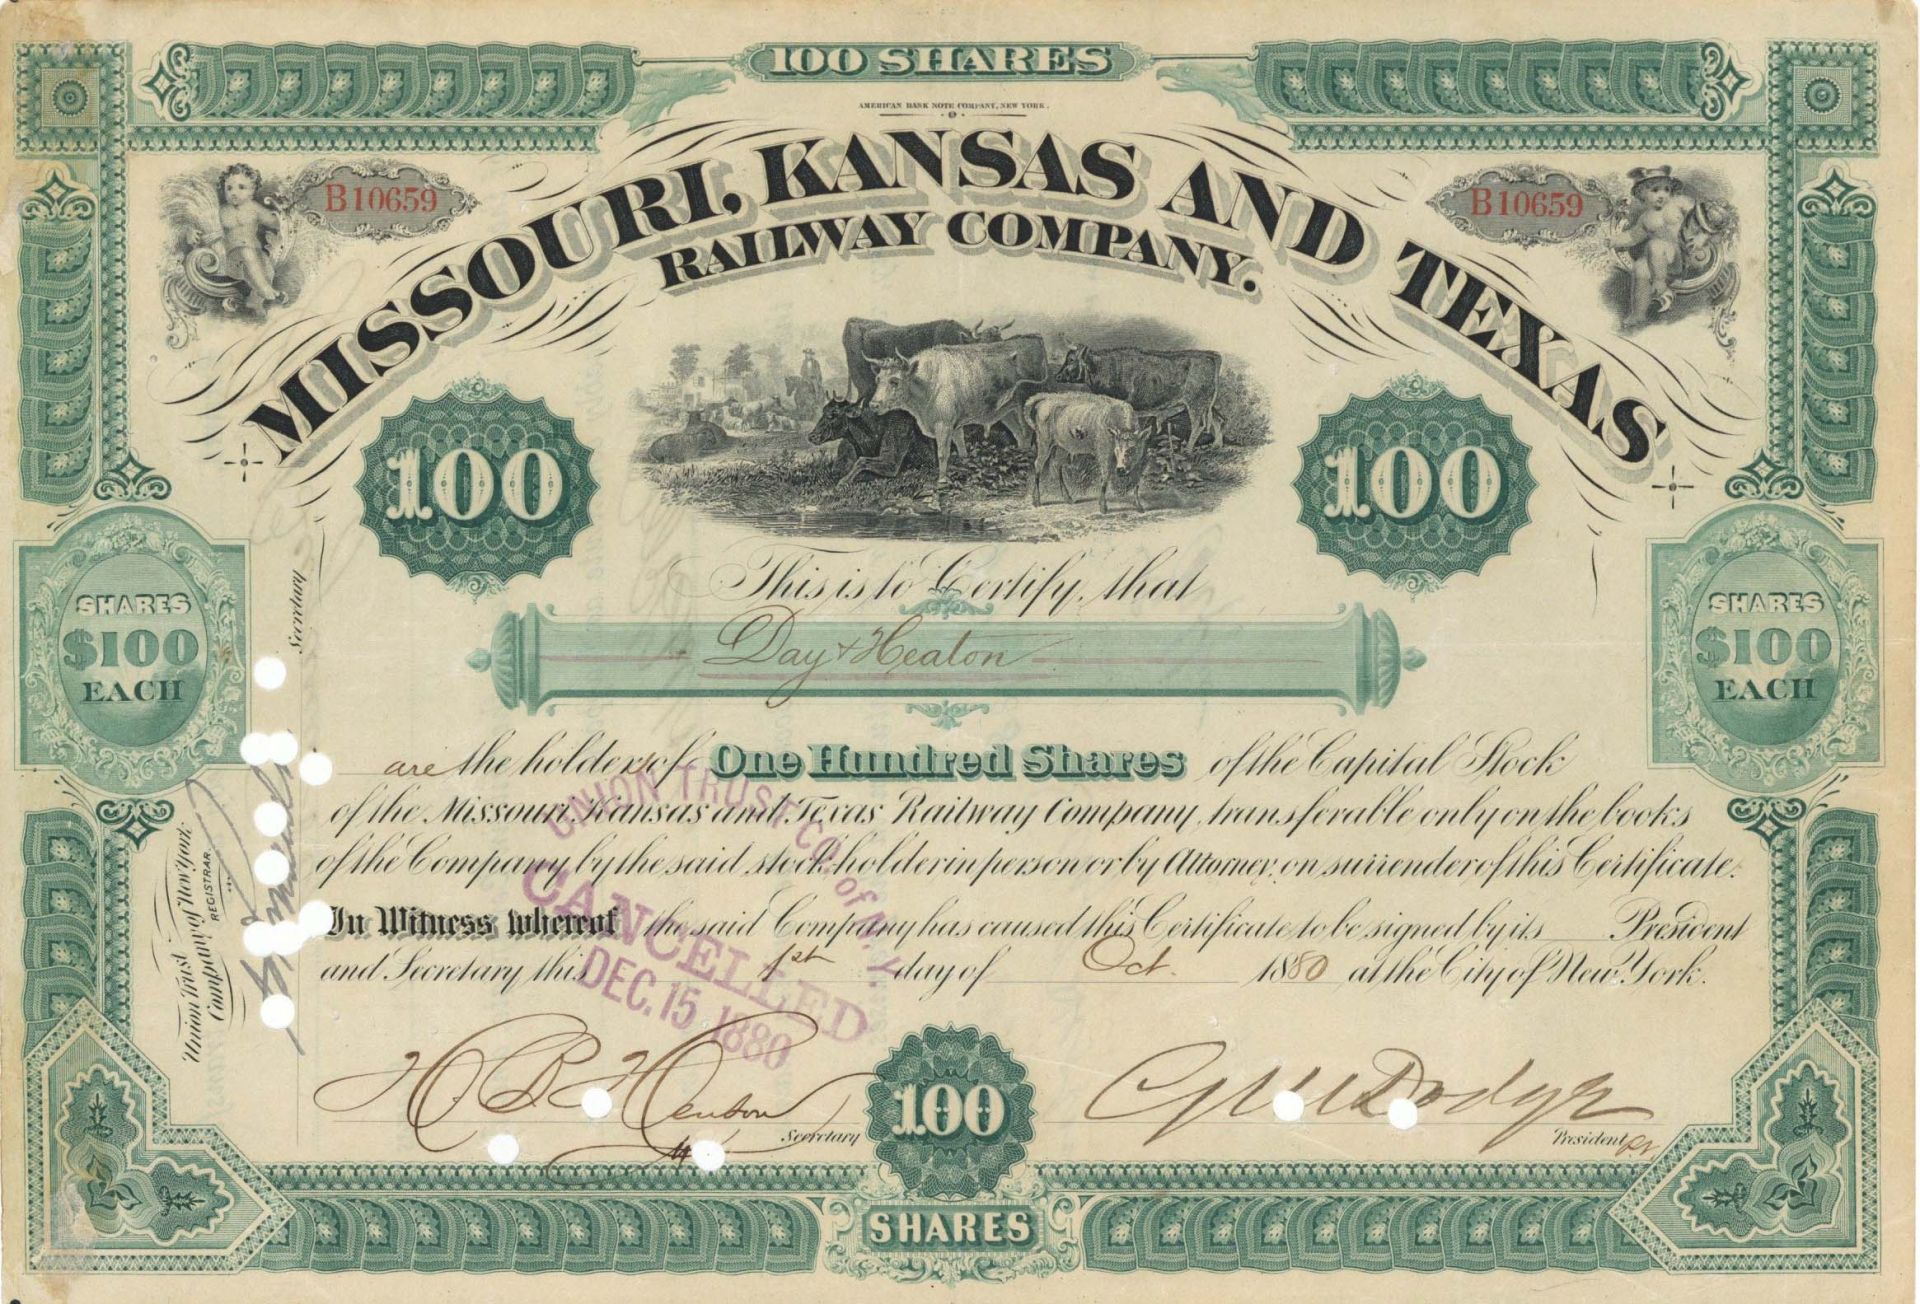 100 SHARES
AMERICAN BANK NOTE COMPANY, NEW YORK.
B10659
B10659
MISSOURI, KANSAS AND TEXAS
RAILWAY COMPANY.
100
100
This is to Certify that
Day & Heaton
SHARES
$100
EACH
SHARES
$100
EACH
are the holders of One Hundred Shares of the Capital Stock
of the Missouri Kansas and Texas Railway Company, transferable only on the books
of the Company by the said stockholder in person or by Attorney, on surrender of this Certificate.
In Witness whereof the said Company has caused this Certificate to be signed by its President
and Secretary this 1st day of Oct. 1880 at the City of New York.
Secretary
President
100
SHARES
UNION TRUST CO. of N.Y.
CANCELLED
DEC. 15 1880
Union Trust Company of New York
REGISTRAR
Secretary